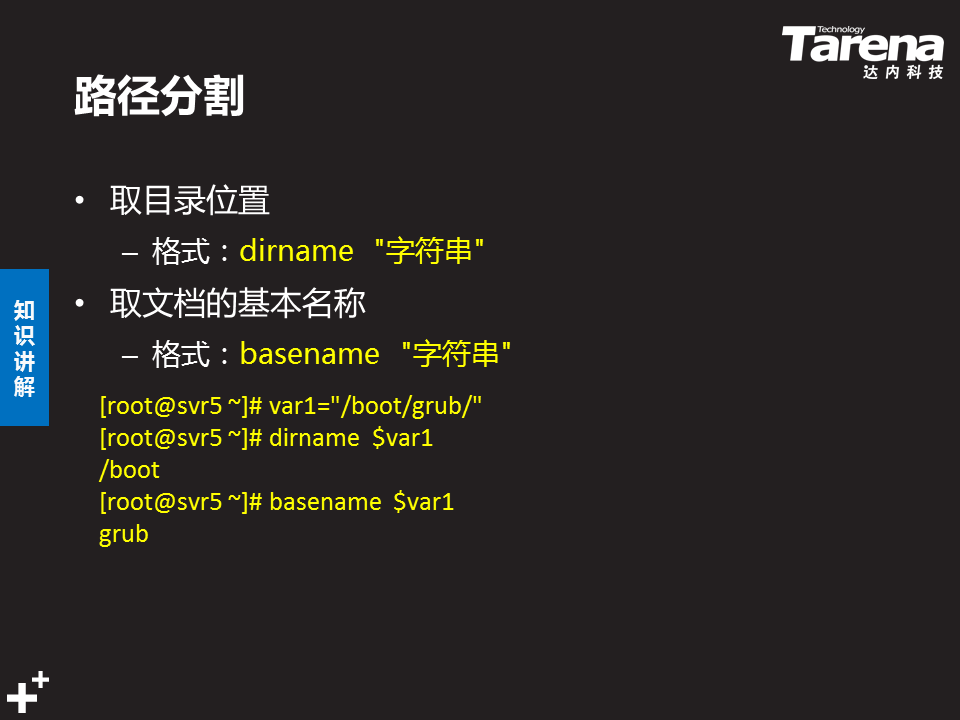 Technology
Tarena
达内科技
路径分割
• 取目录位置
– 格式：dirname "字符串"
• 取文档的基本名称
– 格式：basename "字符串"
知识讲解
[root@svr5 ~]# var1="/boot/grub/"
[root@svr5 ~]# dirname $var1
/boot
[root@svr5 ~]# basename $var1
grub